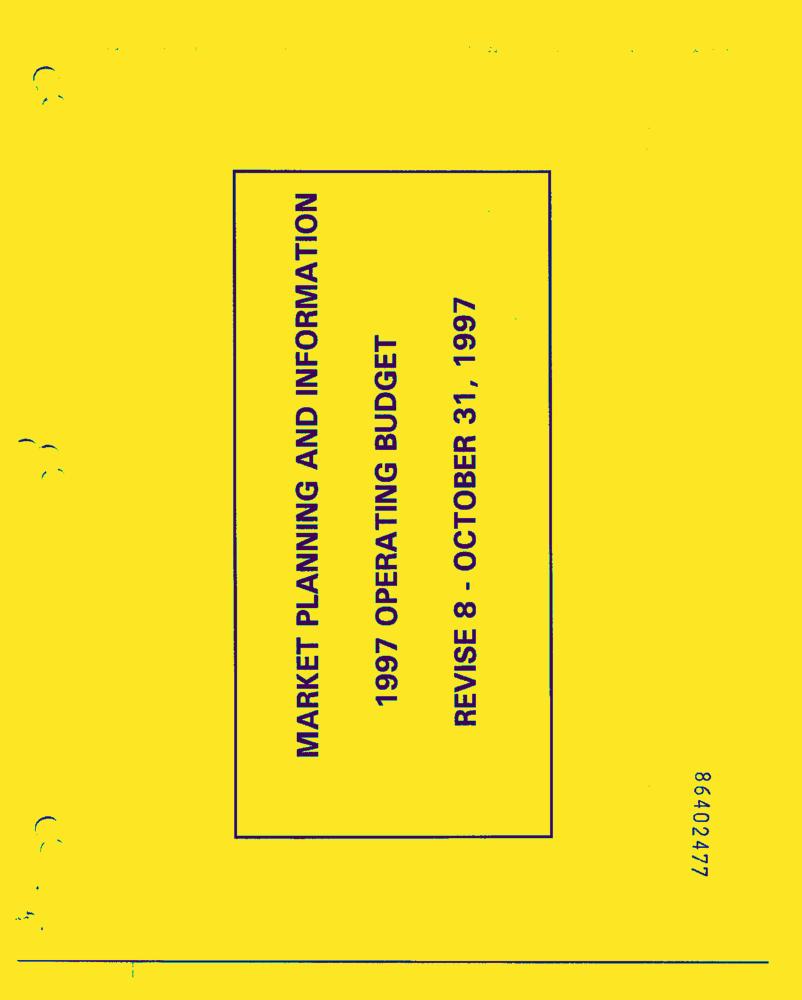 MARKET PLANNING AND INFORMATION
1997 OPERATING BUDGET
REVISE 8 - OCTOBER 31, 1997
86402477